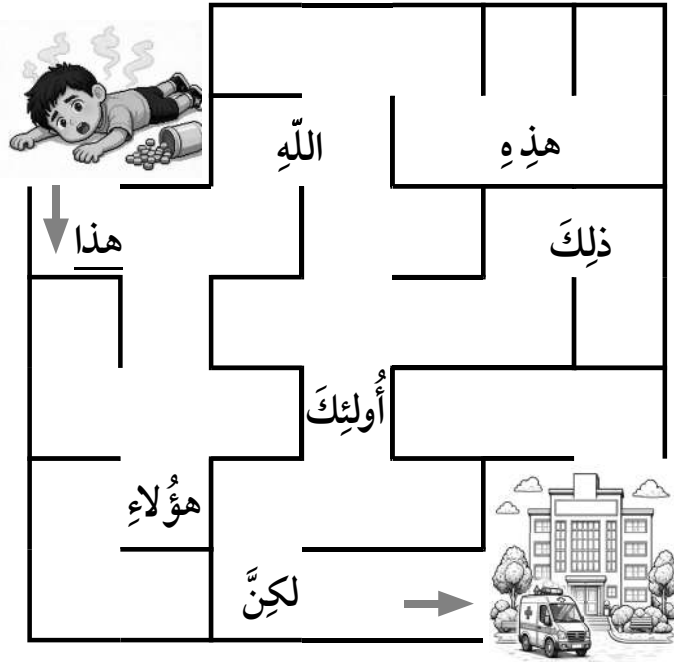 هذِهِ
اللّهِ
ذلِكَ
هذا
أُولئِكَ
هؤُلاءِ
لكِنَّ